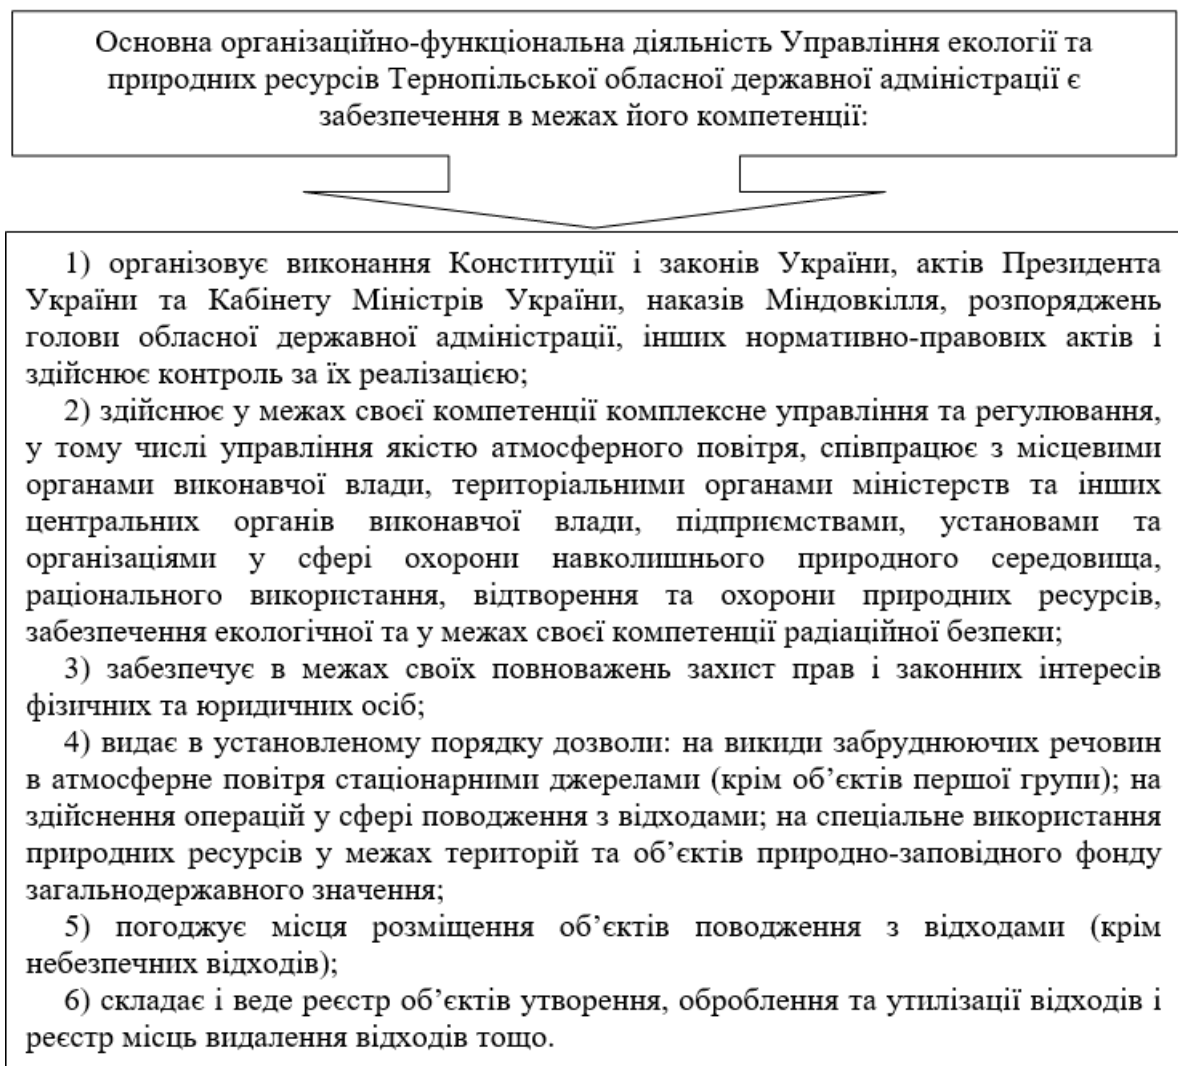 Основна організаційно-функціональна діяльність Управління екології та
природних ресурсів Тернопільської обласної державної адміністрації є
забезпечення в межах його компетенції:
1) організовує виконання Конституції і законів України, актів Президента
України та Кабінету Міністрів України, наказів Міндовкілля, розпоряджень
голови обласної державної адміністрації, інших нормативно-правових актів і
здійснює контроль за їх реалізацією;
2) здійснює у межах своєї компетенції комплексне управління та регулювання,
у тому числі управління якістю атмосферного повітря, співпрацює з місцевими
органами виконавчої влади, територіальними органами міністерств та інших
центральних органів виконавчої влади, підприємствами, установами та
організаціями у сфері охорони навколишнього природного середовища,
раціонального використання, відтворення та охорони природних ресурсів,
забезпечення екологічної та у межах своєї компетенції радіаційної безпеки;
3) забезпечує в межах своїх повноважень захист прав і законних інтересів
фізичних та юридичних осіб;
4) видає в установленому порядку дозволи: на викиди забруднюючих речовин
в атмосферне повітря стаціонарними джерелами (крім об’єктів першої групи); на
здійснення операцій у сфері поводження з відходами; на спеціальне використання
природних ресурсів у межах територій та об’єктів природно-заповідного фонду
загальнодержавного значення;
5) погоджує місця розміщення об’єктів поводження з відходами (крім
небезпечних відходів);
6) складає і веде реєстр об’єктів утворення, оброблення та утилізації відходів і
реєстр місць видалення відходів тощо.